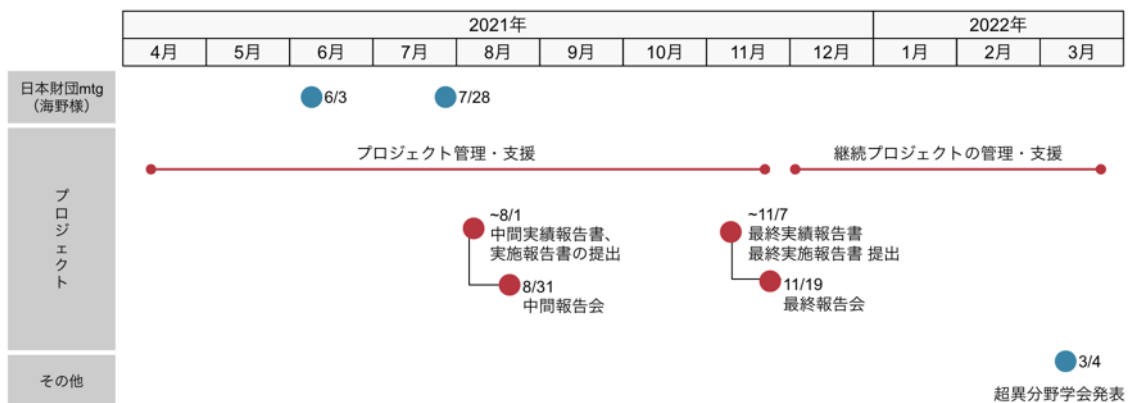 2021年 2022年
4月 5月 6月 7月 8月 9月 10月 11月 12月 1月 2月 3月
日本財団mtg
（海野様）
6/3 7/28
プロジェクト
プロジェクト管理・支援 継続プロジェクトの管理・支援
~8/1
中間実績報告書、
実施報告書の提出
8/31
中間報告会
~11/7
最終実績報告書
最終実施報告書 提出
11/19
最終報告会
その他
3/4
超異分野学会発表